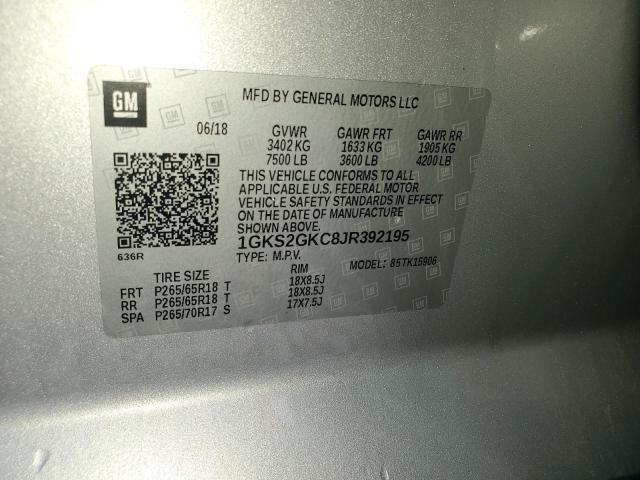 GM
MFD BY GENERAL MOTORS LLC
06/18 GVWR GAWR FRT GAWR RR
3402 KG 1633 KG 1905 KG
7500 LB 3600 LB 4200 LB
THIS VEHICLE CONFORMS TO ALL
APPLICABLE U.S. FEDERAL MOTOR
VEHICLE SAFETY STANDARDS IN EFFECT
ON THE DATE OF MANUFACTURE
SHOWN ABOVE.
636R 1GKS2GKC8JR392195
TYPE: M.P.V. MODEL: 85TK15906
TIRE SIZE RIM
FRT P265/65R18 T 18X8.5J
RR P265/65R18 T 18X8.5J
SPA P265/70R17 S 17X7.5J